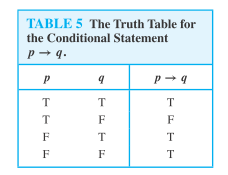 TABLE 5 The Truth Table for
the Conditional Statement
p → q.
p q p → q
T T T
T F F
F T T
F F T